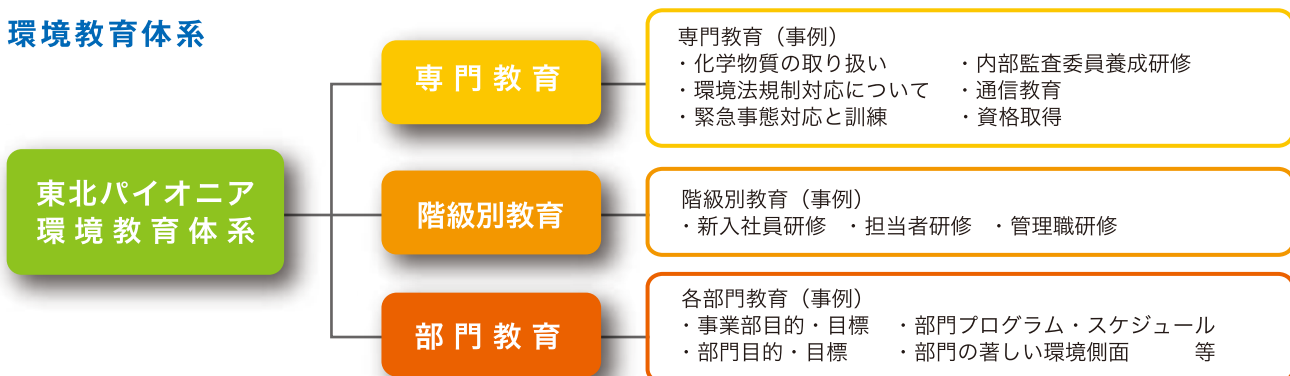 環境教育体系
東北パイオニア
環境教育体系
専門教育
専門教育（事例）
・化学物質の取り扱い ・内部監査委員養成研修
・環境法規制対応について ・通信教育
・緊急事態対応と訓練 ・資格取得
階級別教育
階級別教育（事例）
・新入社員研修 ・担当者研修 ・管理職研修
部門教育
各部門教育（事例）
・事業部目的・目標 ・部門プログラム・スケジュール
・部門目的・目標 ・部門の著しい環境側面 等